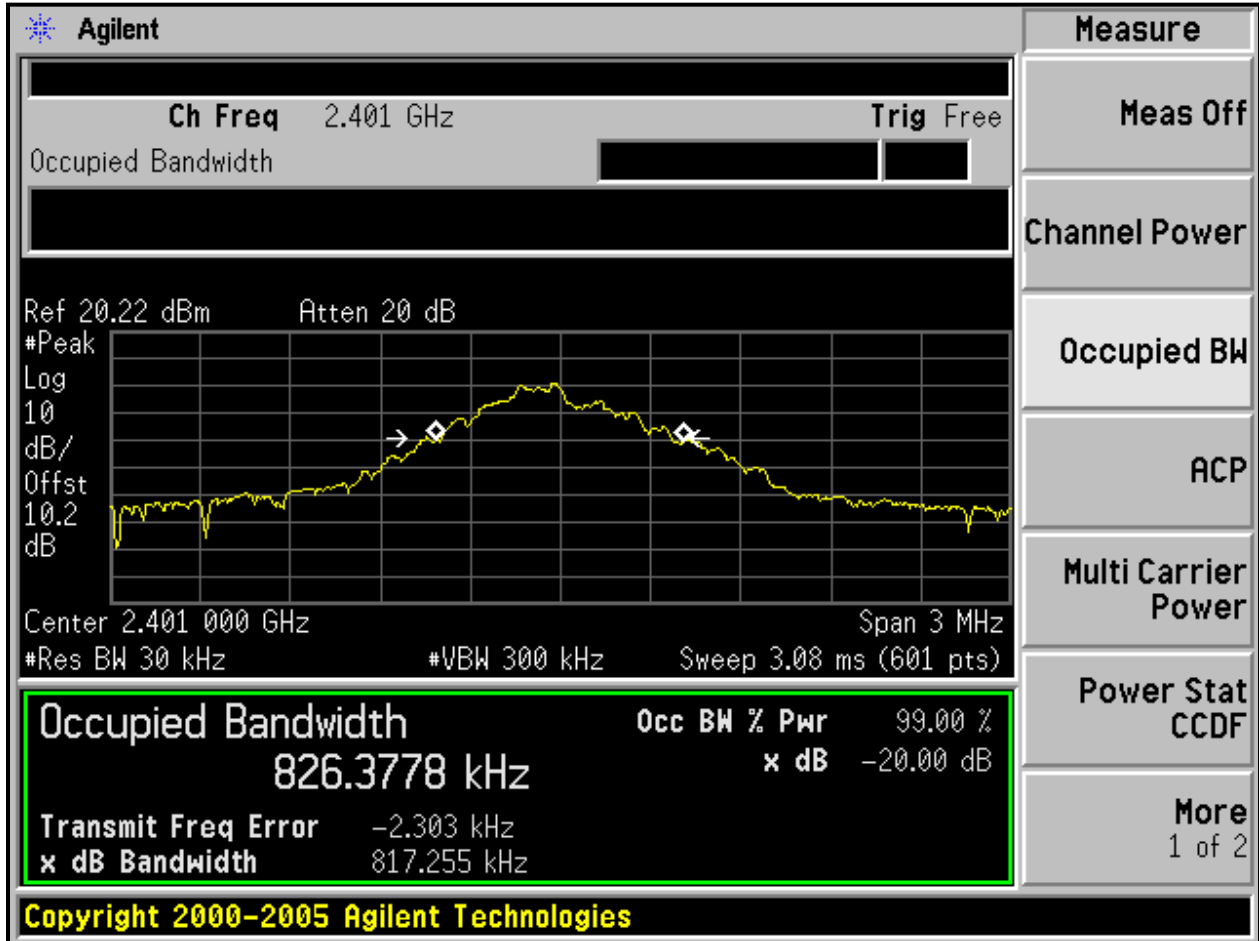 Agilent
Measure
Ch Freq 2.401 GHz Trig Free
Meas Off
Occupied Bandwidth
Channel Power
Ref 20.22 dBm Atten 20 dB
#Peak
Log
10
dB/
Offst
10.2
dB
Occupied BW
ACP
Center 2.401 000 GHz Span 3 MHz
#Res BW 30 kHz #VBW 300 kHz Sweep 3.08 ms (601 pts)
Multi Carrier
Power
Occupied Bandwidth
826.3778 kHz
Occ BW % Pwr 99.00 %
x dB -20.00 dB
Transmit Freq Error -2.303 kHz
x dB Bandwidth 817.255 kHz
Power Stat
CCDF
More
1 of 2
Copyright 2000-2005 Agilent Technologies